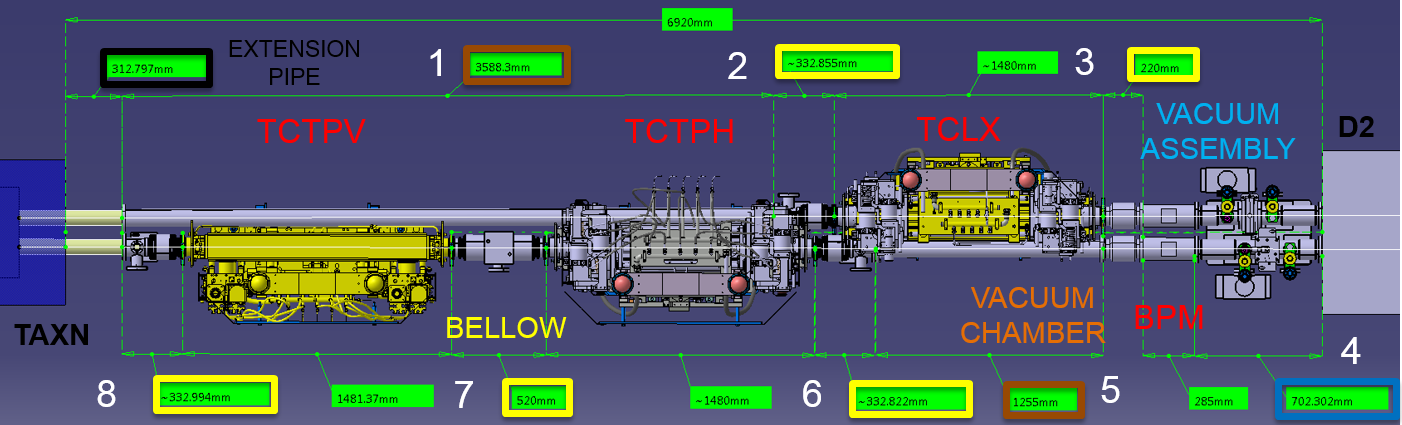 6920mm
312.797mm
EXTENSION
PIPE
1
3588.3mm
2
~332.855mm
~1480mm
3
220mm
TCTPV
TCTPH
TCLX
VACUUM
ASSEMBLY
D2
TAXN
BELLOW
VACUUM
CHAMBER
BPM
8
~332.994mm
1481.37mm
7
520mm
~1480mm
6
~332.822mm
1255mm
5
285mm
702.302mm
4